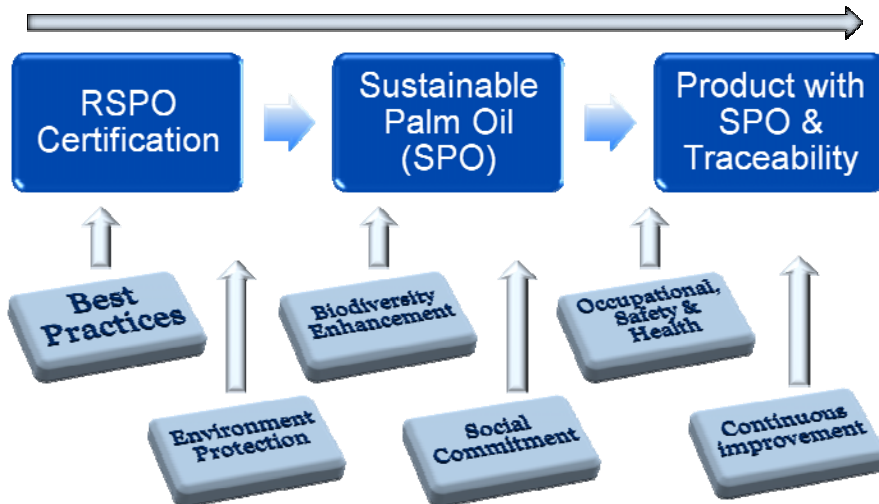 RSPO
Certification
Sustainable
Palm Oil
(SPO)
Product with
SPO &
Traceability
Best
Practices
Biodiversity
Enhancement
Occupational,
Safety &
Health
Environment
Protection
Social
Commitment
Continuous
improvement